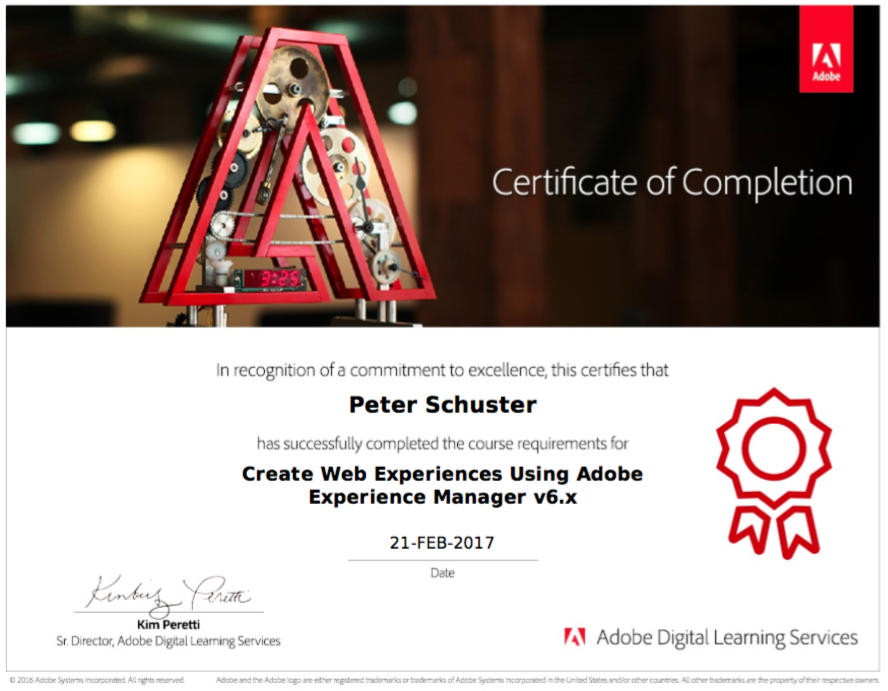 Adobe
Certificate of Completion
9:25
In recognition of a commitment to excellence, this certifies that
Peter Schuster
has successfully completed the course requirements for
Create Web Experiences Using Adobe
Experience Manager v6.x
21-FEB-2017
Date
Kim Peretti
Sr. Director, Adobe Digital Learning Services
Adobe Digital Learning Services
© 2016 Adobe Systems Incorporated. All rights reserved.
Adobe and the Adobe logo are either registered trademarks or trademarks of Adobe Systems Incorporated in the United States and/or other countries. All other trademarks are the property of their respective owners.